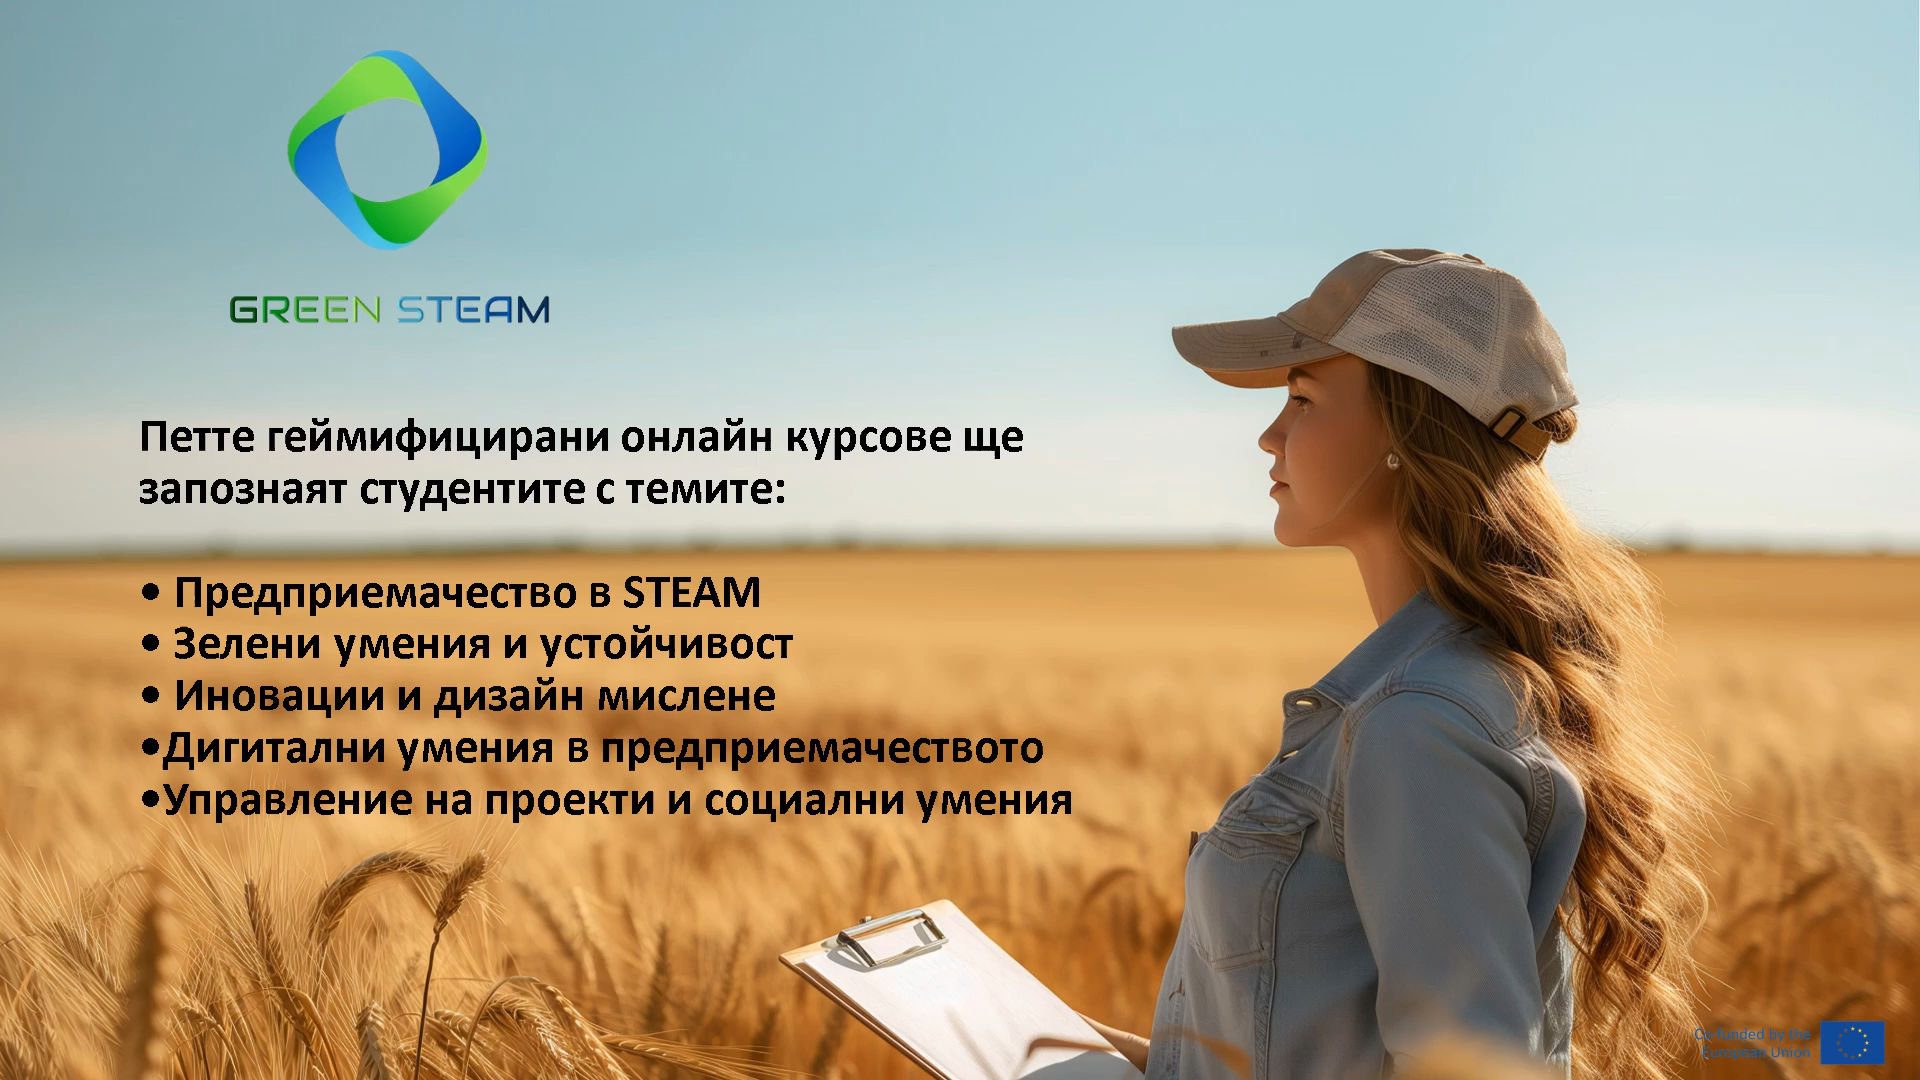 GREEN STEAM
Петте геймифицирани онлайн курсове ще
запознаят студентите с темите:
• Предприемачество в STEAM
• Зелени умения и устойчивост
• Иновации и дизайн мислене
•Дигитални умения в предприемачеството
•Управление на проекти и социални умения
Co-funded by the
European Union